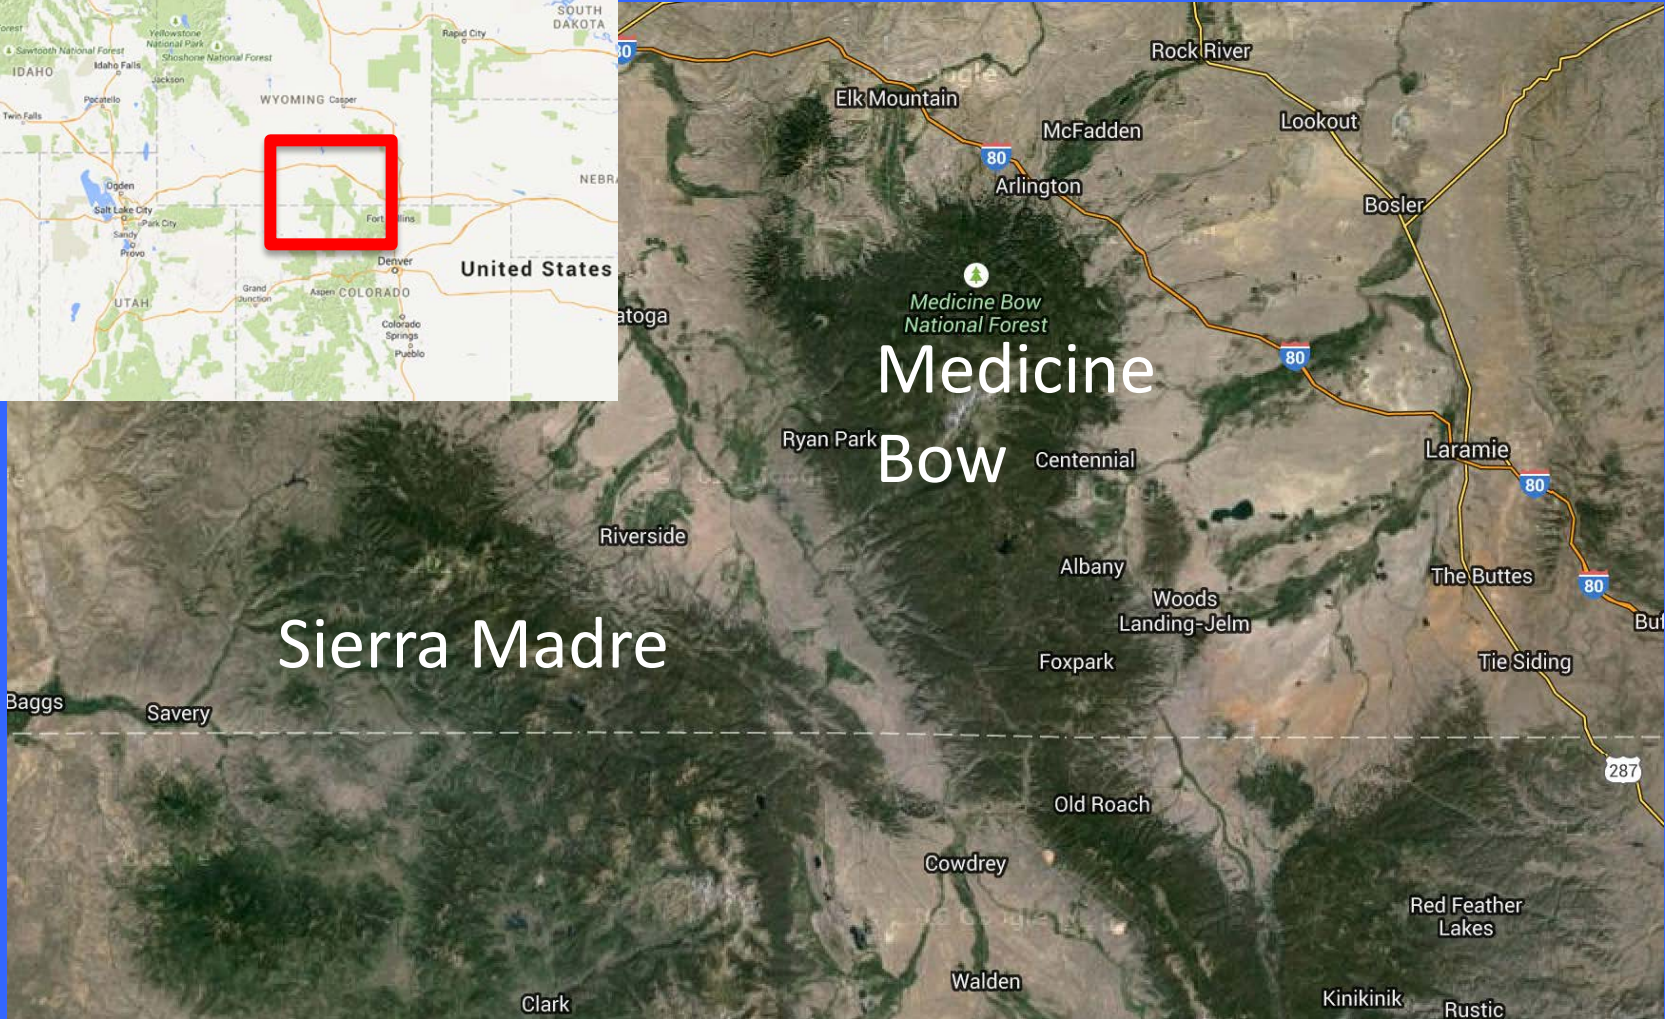 SOUTH
DAKOTA
Yellowstone
National Park
Rapid City
Sawtooth National Forest
Shoshone National Forest
IDAHO
Idaho Falls
Jackson
Pocatello
WYOMING
Casper
Twin Falls
NEBR
Ogden
Salt Lake City
Park City
Sandy
Provo
Fort
llins
Denver
United States
Grand
Junction
Aspen
COLORADO
UTAH
Colorado
Springs
Pueblo
80
Rock River
Elk Mountain
Google
Lookout
McFadden
80
Arlington
Bosler
Medicine Bow
National Forest
atoga
Medicine
Bow
80
Ryan Park
Centennial
Laramie
80
Riverside
Albany
The Buttes
80
Woods
Landing-Jelm
Buf
Sierra Madre
Foxpark
Tie Siding
Baggs
Savery
287
Old Roach
Cowdrey
Red Feather
Lakes
Walden
Clark
Kinikinik
Rustic